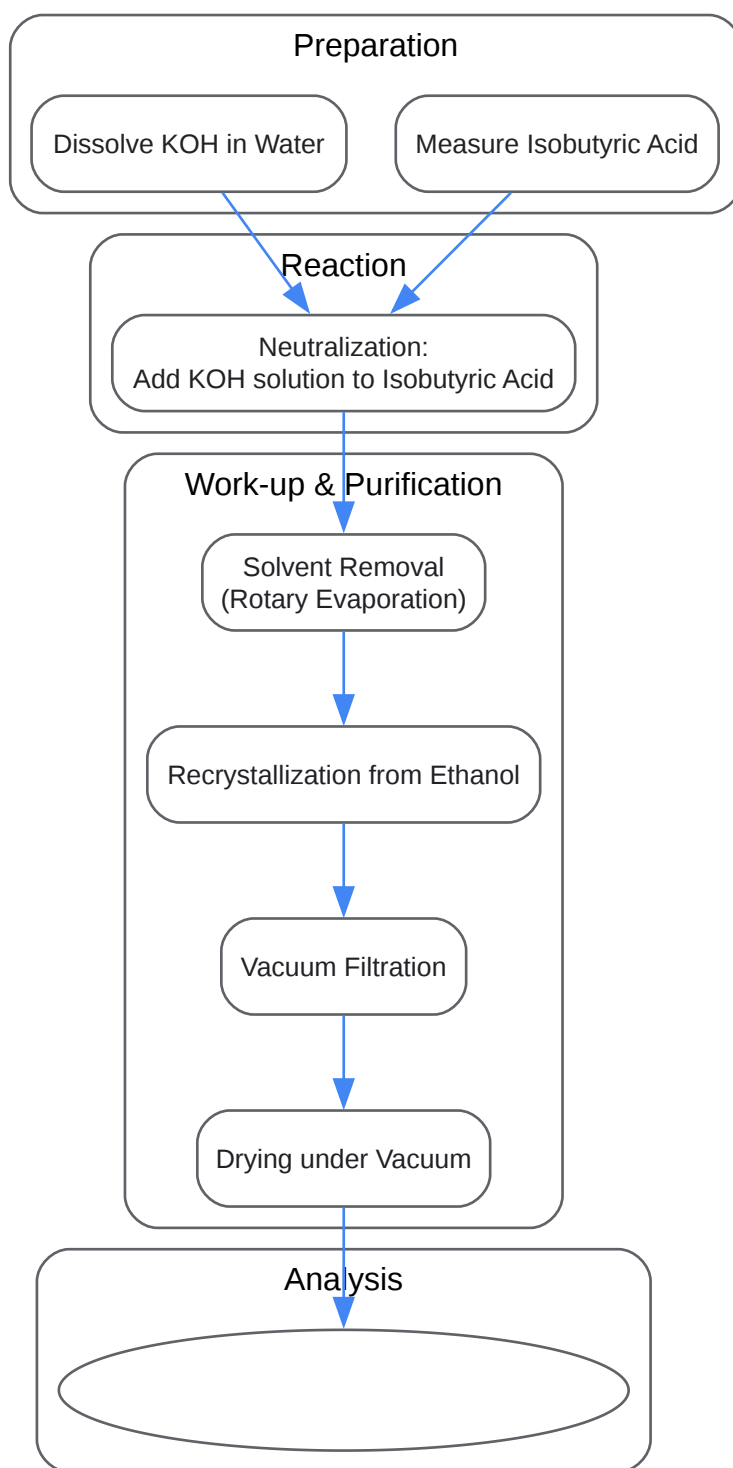 Preparation
Dissolve KOH in Water
Measure Isobutyric Acid
Reaction
Neutralization:
Add KOH solution to Isobutyric Acid
Work-up & Purification
Solvent Removal
(Rotary Evaporation)
Recrystallization from Ethanol
Vacuum Filtration
Drying under Vacuum
Analysis